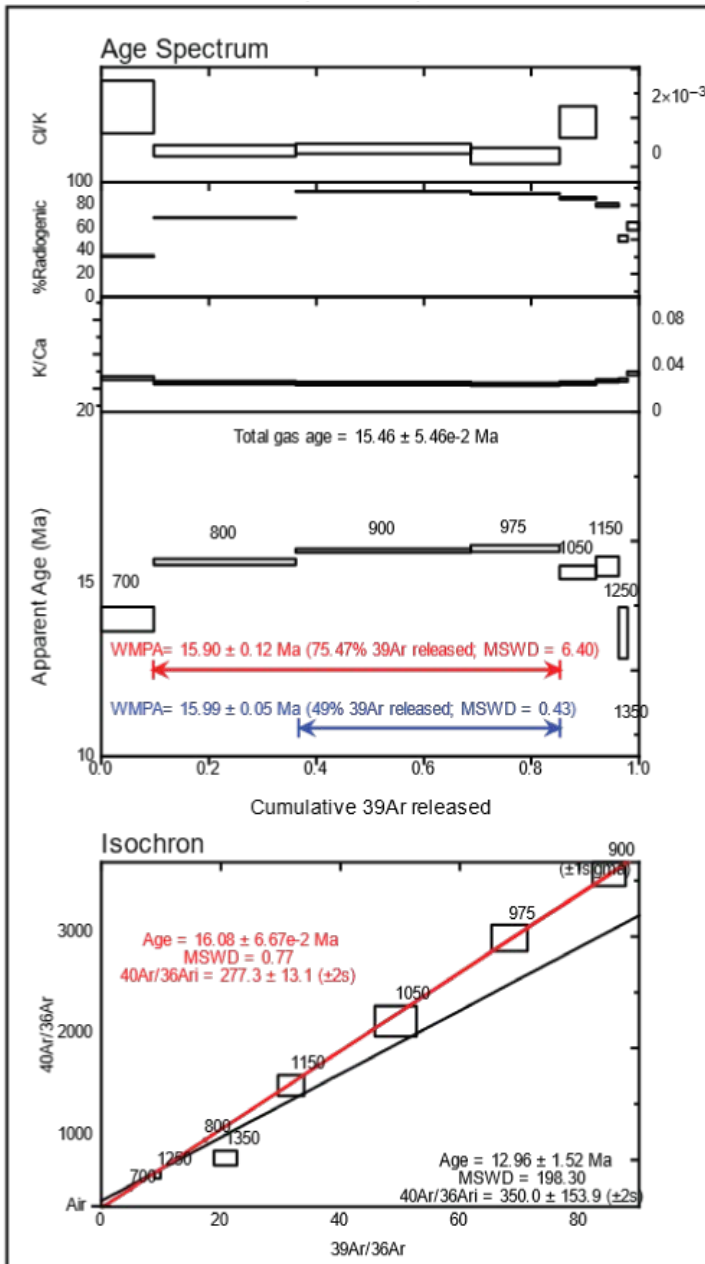 Age Spectrum
Cl/K
2×10⁻³
0
%Radiogenic
100
80
60
40
20
0
K/Ca
0.08
0.04
0
Apparent Age (Ma)
20
15
10
Total gas age = 15.46 ± 5.46e-2 Ma
700
800
900
975
1050
1150
1250
1350
WMPA= 15.90 ± 0.12 Ma (75.47% 39Ar released; MSWD = 6.40)
WMPA= 15.99 ± 0.05 Ma (49% 39Ar released; MSWD = 0.43)
0.0 0.2 0.4 0.6 0.8 1.0
Cumulative 39Ar released
Isochron
900
(±1sigma)
975
1050
1150
800
1350
1250
700
Age = 16.08 ± 6.67e-2 Ma
MSWD = 0.77
40Ar/36Ari = 277.3 ± 13.1 (±2s)
Age = 12.96 ± 1.52 Ma
MSWD = 198.30
40Ar/36Ari = 350.0 ± 153.9 (±2s)
40Ar/36Ar
3000
2000
1000
Air
0 20 40 60 80
39Ar/36Ar